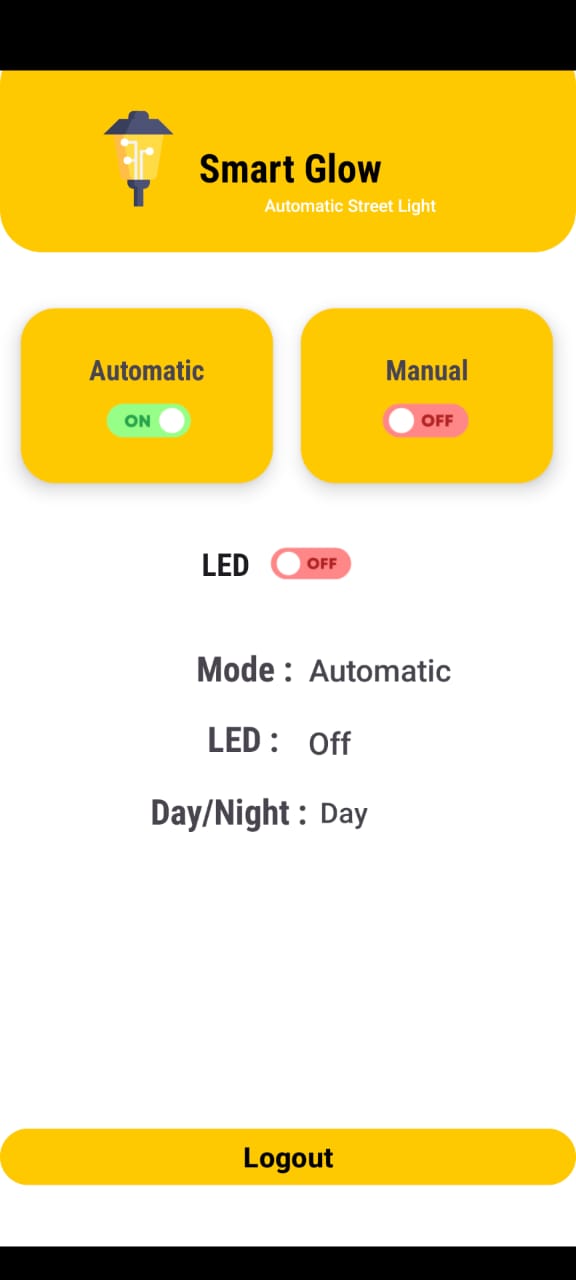 Smart Glow
Automatic Street Light
Automatic Manual
ON OFF
LED OFF
Mode : Automatic
LED : Off
Day/Night : Day
Logout